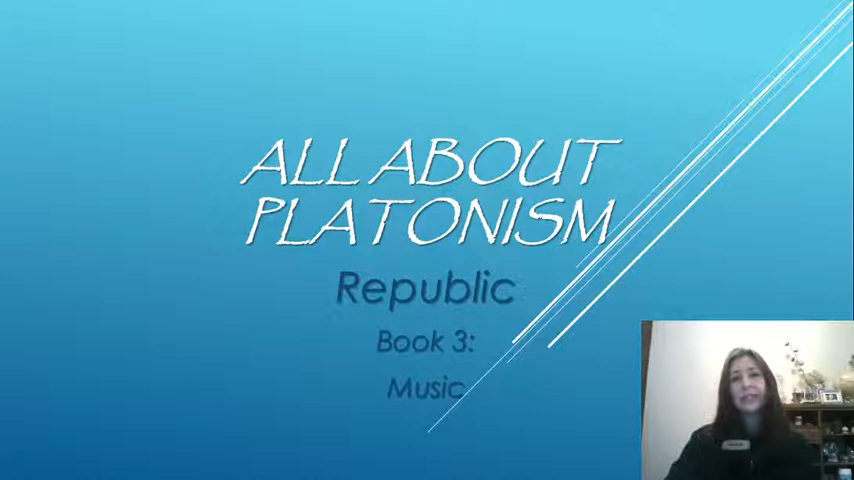 ALL ABOUT
PLATONISM
Republic
Book 3:
Music